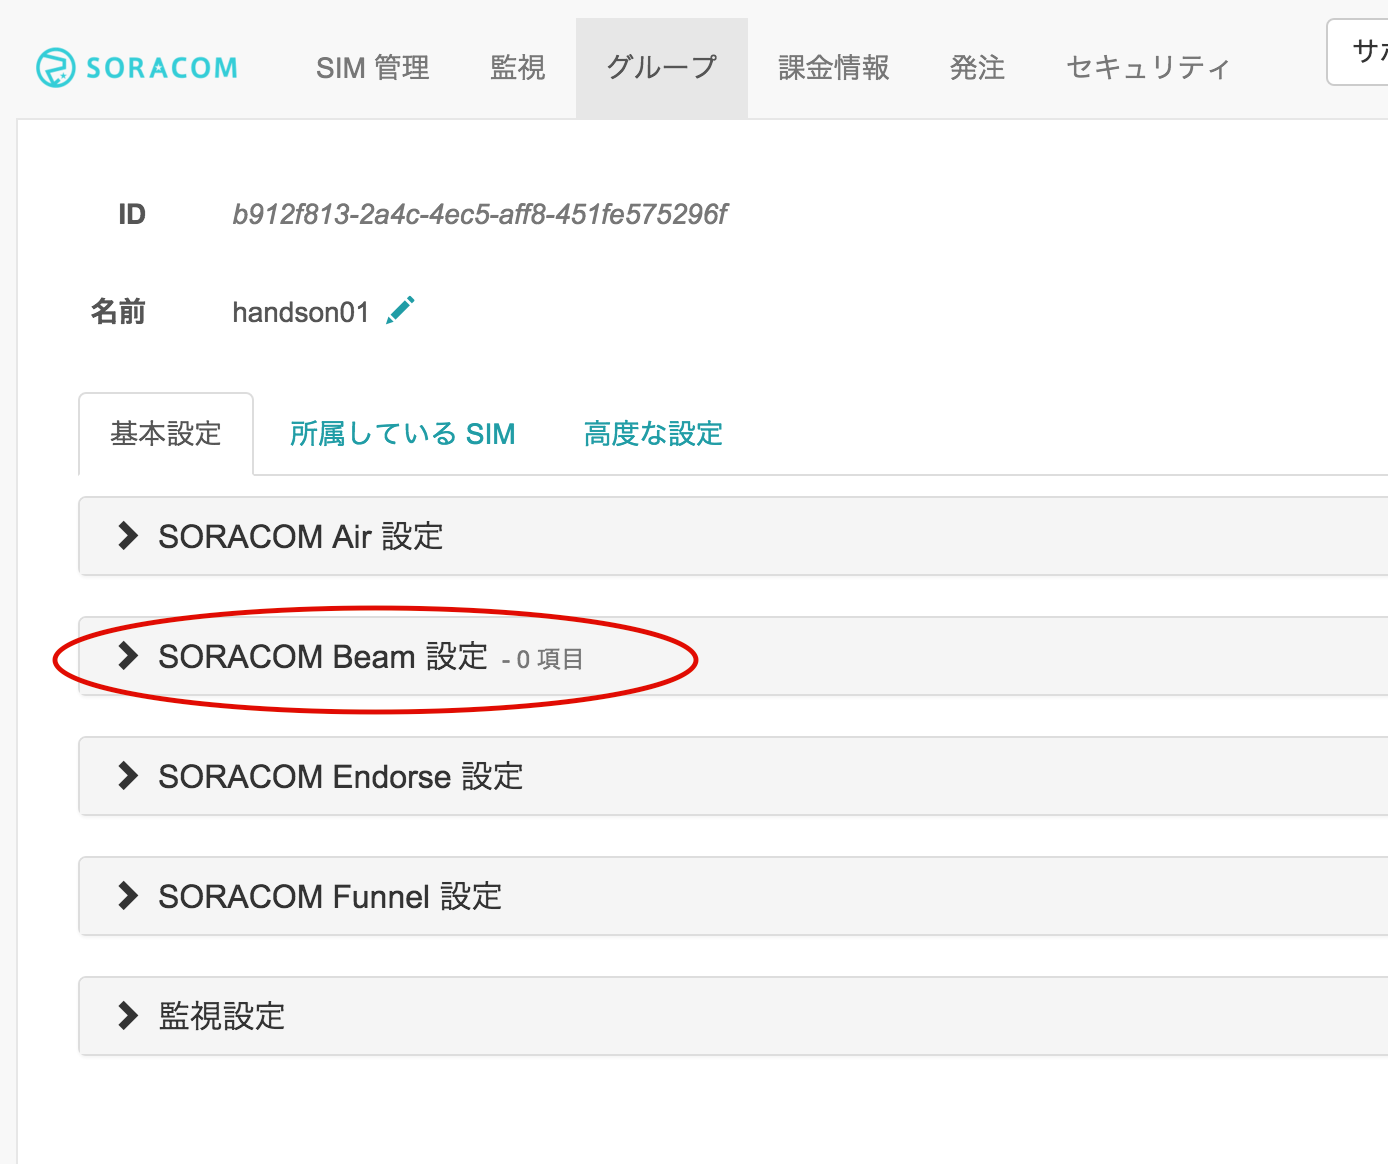 SORACOM SIM 管理 監視 グループ 課金情報 発注 セキュリティ
ID b912f813-2a4c-4ec5-aff8-451fe575296f
名前 handson01
基本設定 所属している SIM 高度な設定
SORACOM Air 設定
SORACOM Beam 設定 - 0 項目
SORACOM Endorse 設定
SORACOM Funnel 設定
監視設定